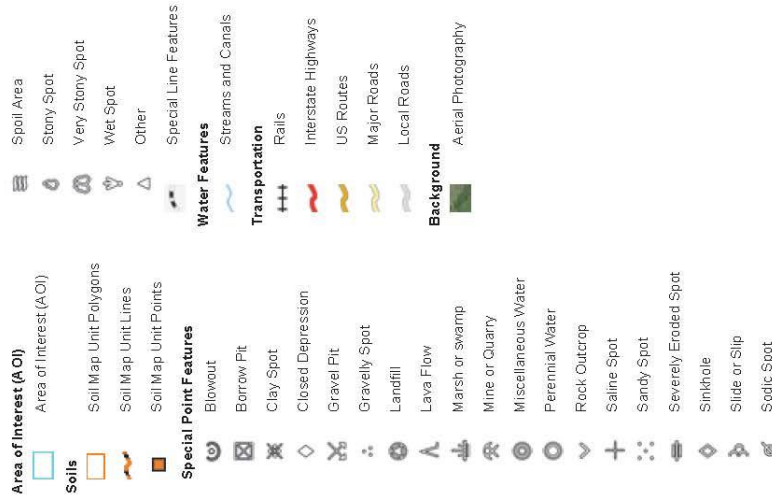 Area of Interest (AOI)
Area of Interest (AOI)
Soils
Soil Map Unit Polygons
Soil Map Unit Lines
Soil Map Unit Points
Special Point Features
Blowout
Borrow Pit
Clay Spot
Closed Depression
Gravel Pit
Gravelly Spot
Landfill
Lava Flow
Marsh or swamp
Mine or Quarry
Miscellaneous Water
Perennial Water
Rock Outcrop
Saline Spot
Sandy Spot
Severely Eroded Spot
Sinkhole
Slide or Slip
Sodic Spot
Spoil Area
Stony Spot
Very Stony Spot
Wet Spot
Other
Special Line Features
Water Features
Streams and Canals
Transportation
Rails
Interstate Highways
US Routes
Major Roads
Local Roads
Background
Aerial Photography